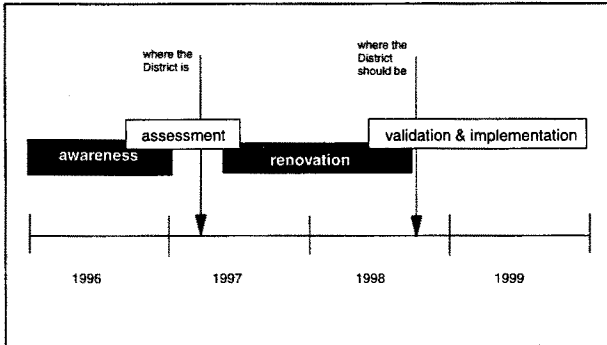 where the
District is
where the
District
should be
assessment
validation & implementation
awareness
renovation
1996
1997
1998
1999